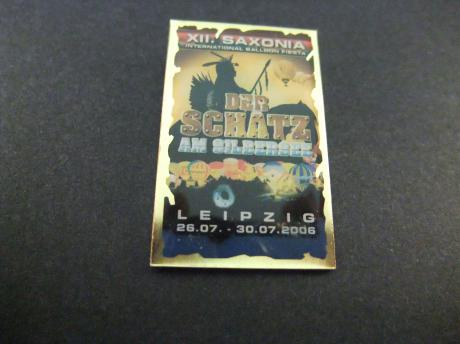 XII. SAXONIA
INTERNATIONAL BALLOON FIESTA
DER
SCHATZ
AM SILBERSEE
LEIPZIG
26.07. - 30.07.2006